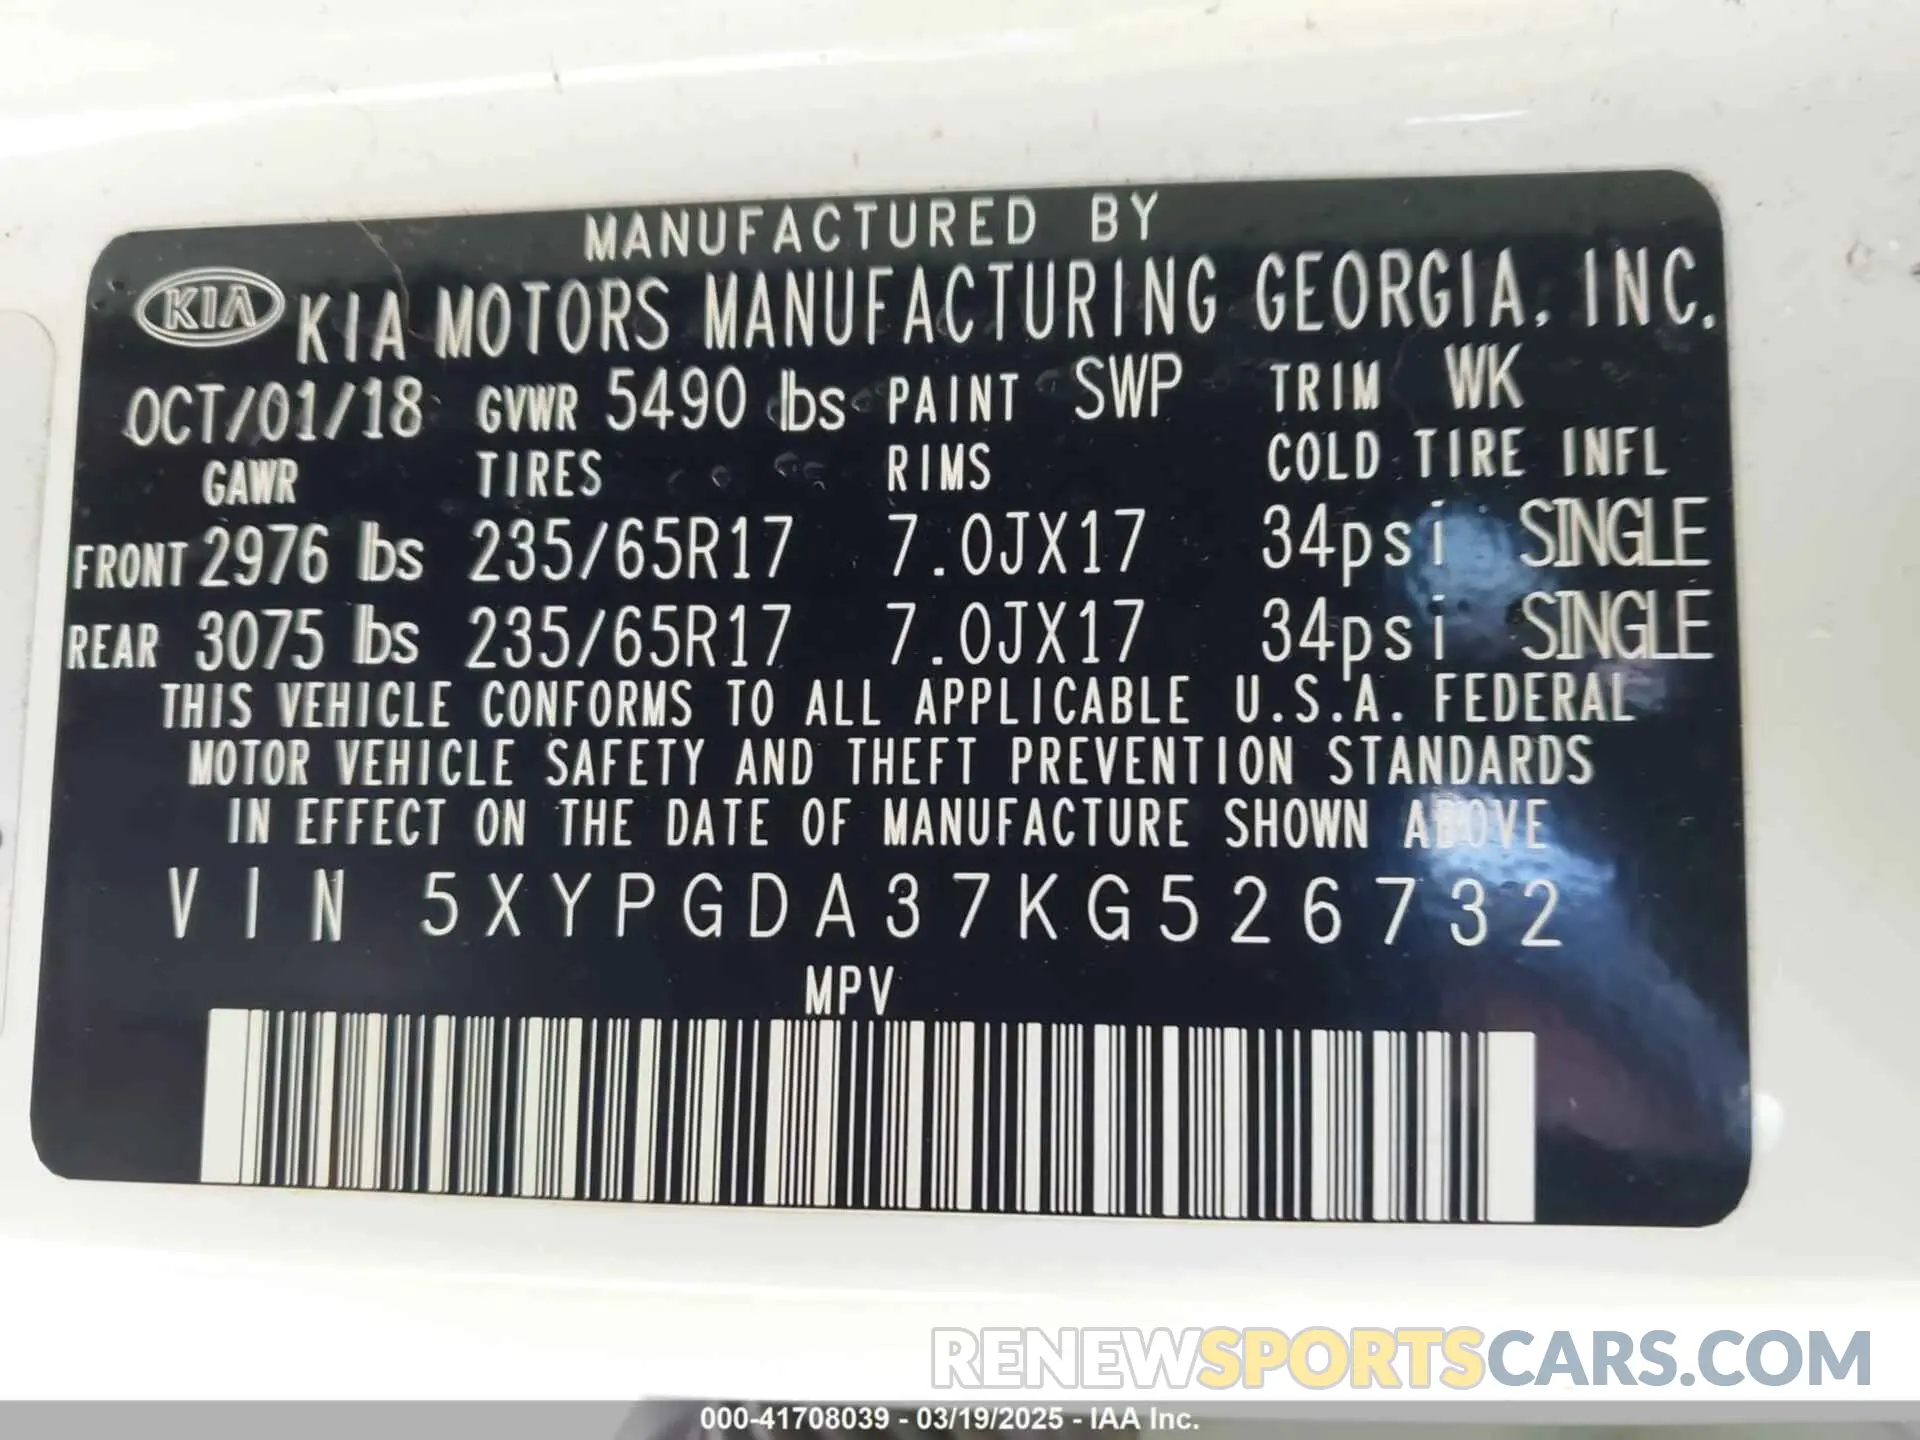 MANUFACTURED BY
KIA KIA MOTORS MANUFACTURING GEORGIA, INC.
OCT/01/18 GVWR 5490 lbs PAINT SWP TRIM WK
GAWR TIRES RIMS COLD TIRE INFL
FRONT 2976 lbs 235/65R17 7.0JX17 34psi SINGLE
REAR 3075 lbs 235/65R17 7.0JX17 34psi SINGLE
THIS VEHICLE CONFORMS TO ALL APPLICABLE U.S.A. FEDERAL
MOTOR VEHICLE SAFETY AND THEFT PREVENTION STANDARDS
IN EFFECT ON THE DATE OF MANUFACTURE SHOWN ABOVE
VIN 5XYPGDA37KG526732
MPV
RENEWSPORTSCARS.COM
000-41708039 - 03/19/2025 - IAA Inc.